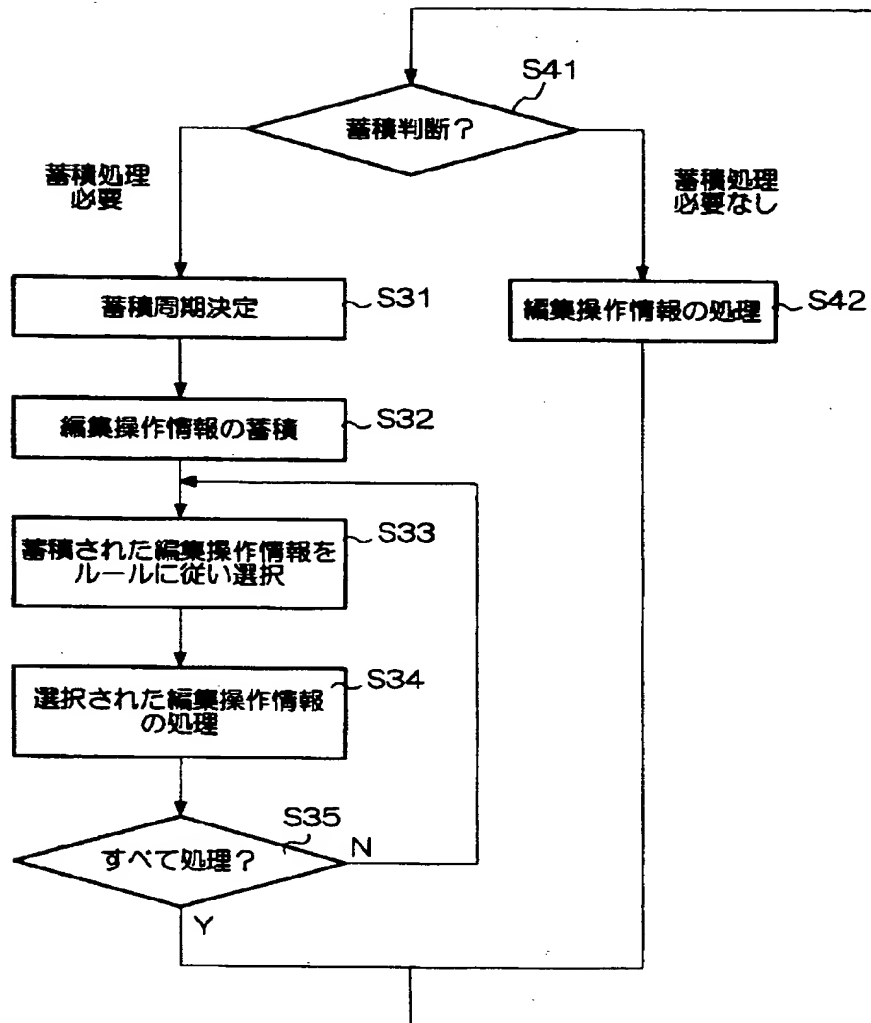 S41
蓄積判断？
蓄積処理
必要
蓄積処理
必要なし
蓄積周期決定
S31
編集操作情報の処理
S42
編集操作情報の蓄積
S32
蓄積された編集操作情報を
ルールに従い選択
S33
選択された編集操作情報
の処理
S34
すべて処理？
S35
N
Y